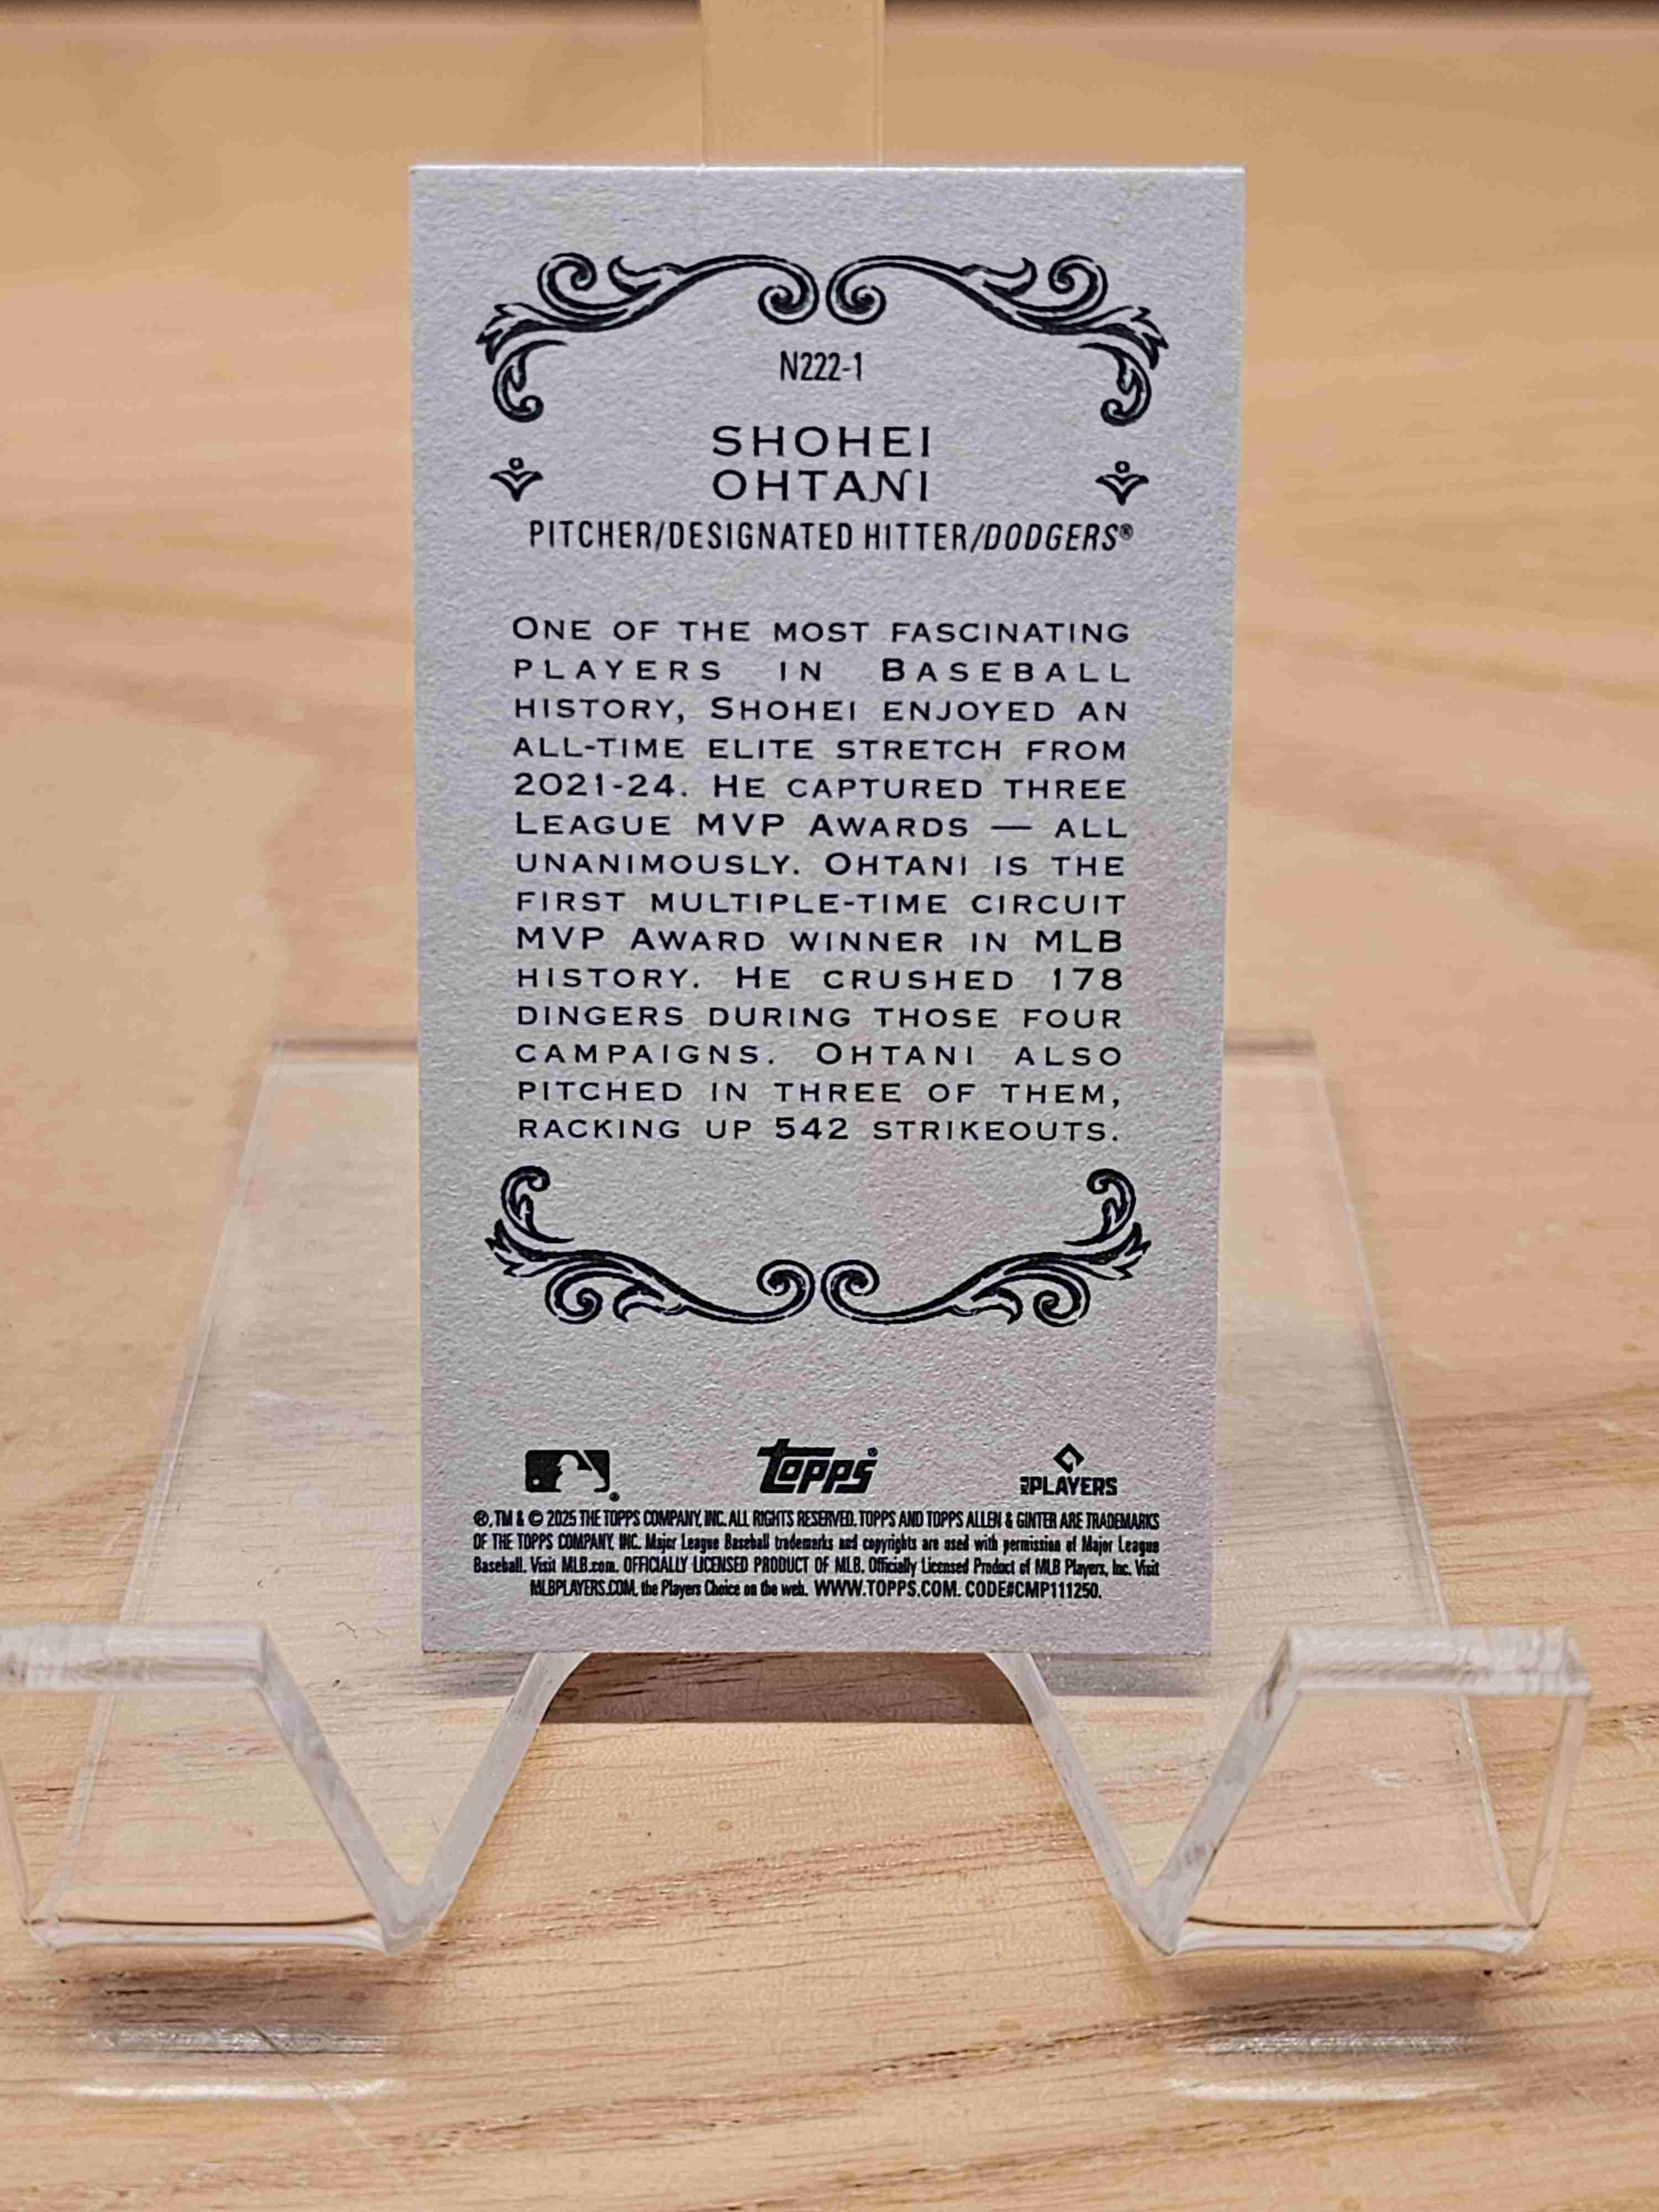 N222-1
SHOHEI
OHTANI
PITCHER/DESIGNATED HITTER/DODGERS®
ONE OF THE MOST FASCINATING
PLAYERS IN BASEBALL
HISTORY, SHOHEI ENJOYED AN
ALL-TIME ELITE STRETCH FROM
2021-24. HE CAPTURED THREE
LEAGUE MVP AWARDS — ALL
UNANIMOUSLY. OHTANI IS THE
FIRST MULTIPLE-TIME CIRCUIT
MVP AWARD WINNER IN MLB
HISTORY. HE CRUSHED 178
DINGERS DURING THOSE FOUR
CAMPAIGNS. OHTANI ALSO
PITCHED IN THREE OF THEM,
RACKING UP 542 STRIKEOUTS.
® topps® MLB PLAYERS
®, TM & © 2025 THE TOPPS COMPANY, INC. ALL RIGHTS RESERVED. TOPPS AND TOPPS ALLEN & GINTER ARE TRADEMARKS
OF THE TOPPS COMPANY, INC. Major League Baseball trademarks and copyrights are used with permission of Major League
Baseball. Visit MLB.com. OFFICIALLY LICENSED PRODUCT OF MLB. Officially Licensed Product of MLB Players, Inc. Visit
MLBPLAYERS.COM, the Players Choice on the web. WWW.TOPPS.COM. CODE#CMP111250.